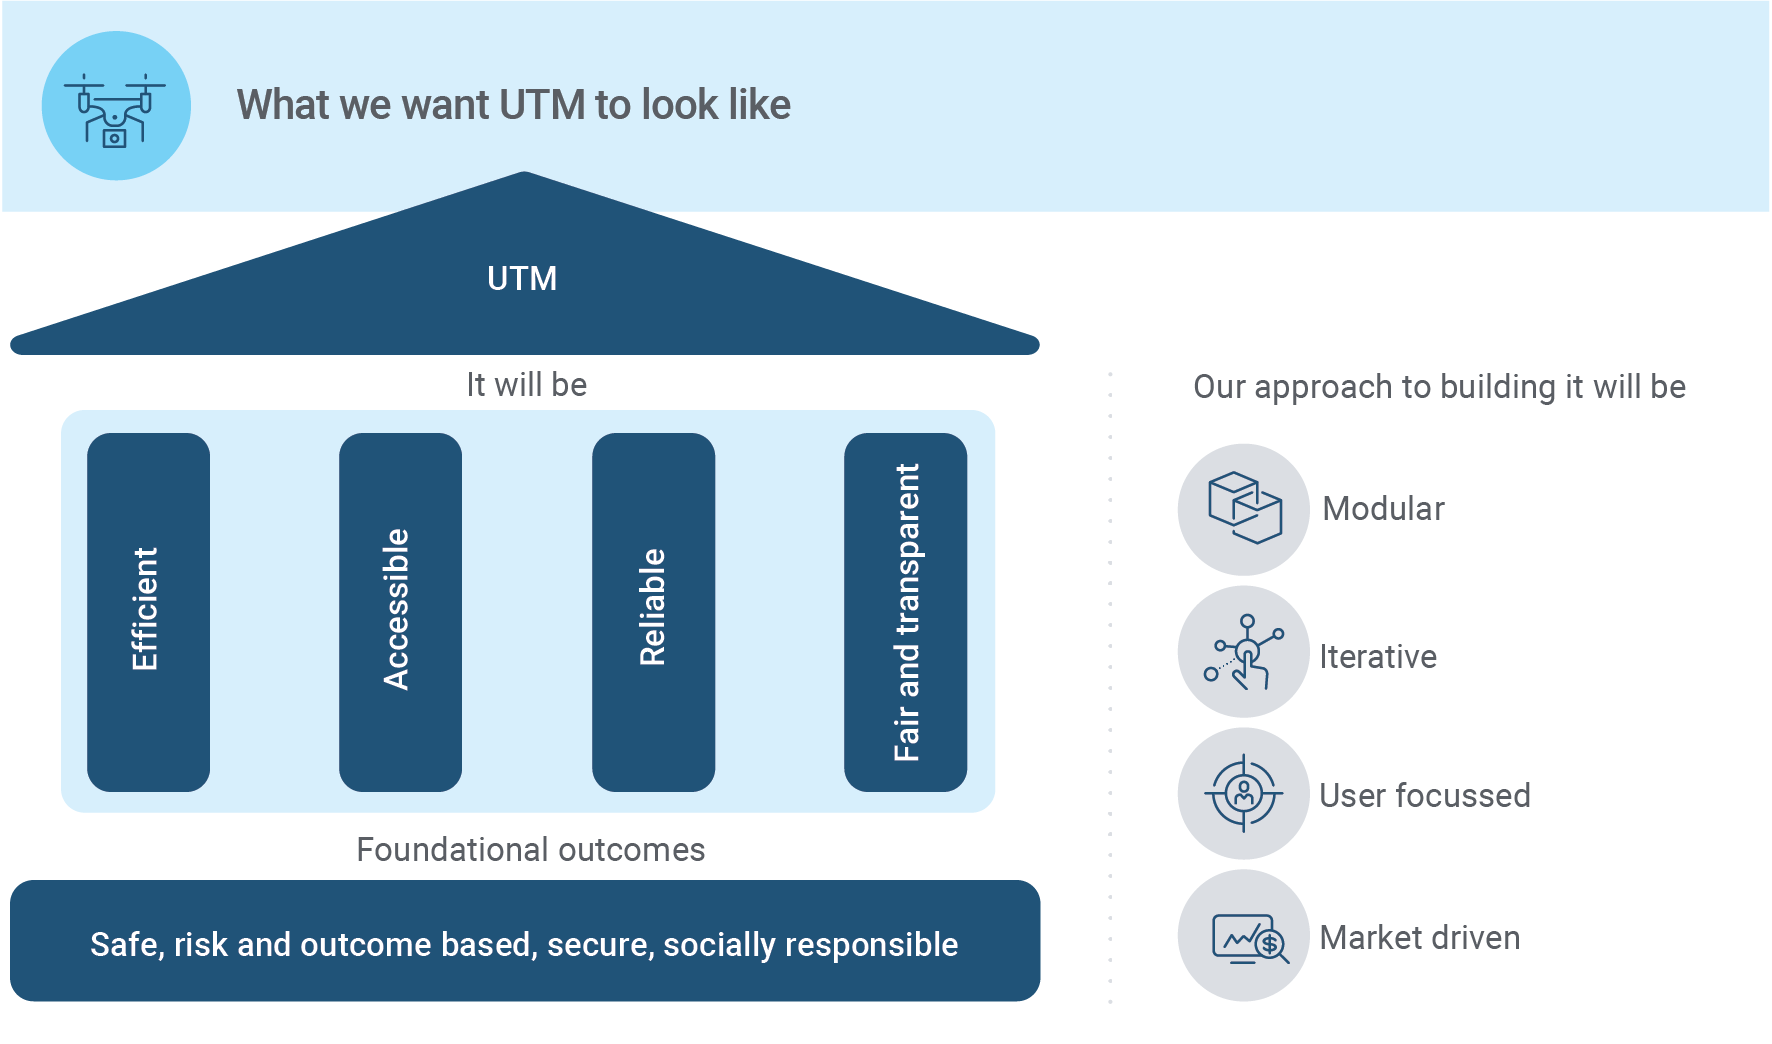 What we want UTM to look like
UTM
It will be
Efficient
Accessible
Reliable
Fair and transparent
Foundational outcomes
Safe, risk and outcome based, secure, socially responsible
Our approach to building it will be
Modular
Iterative
User focussed
Market driven
$